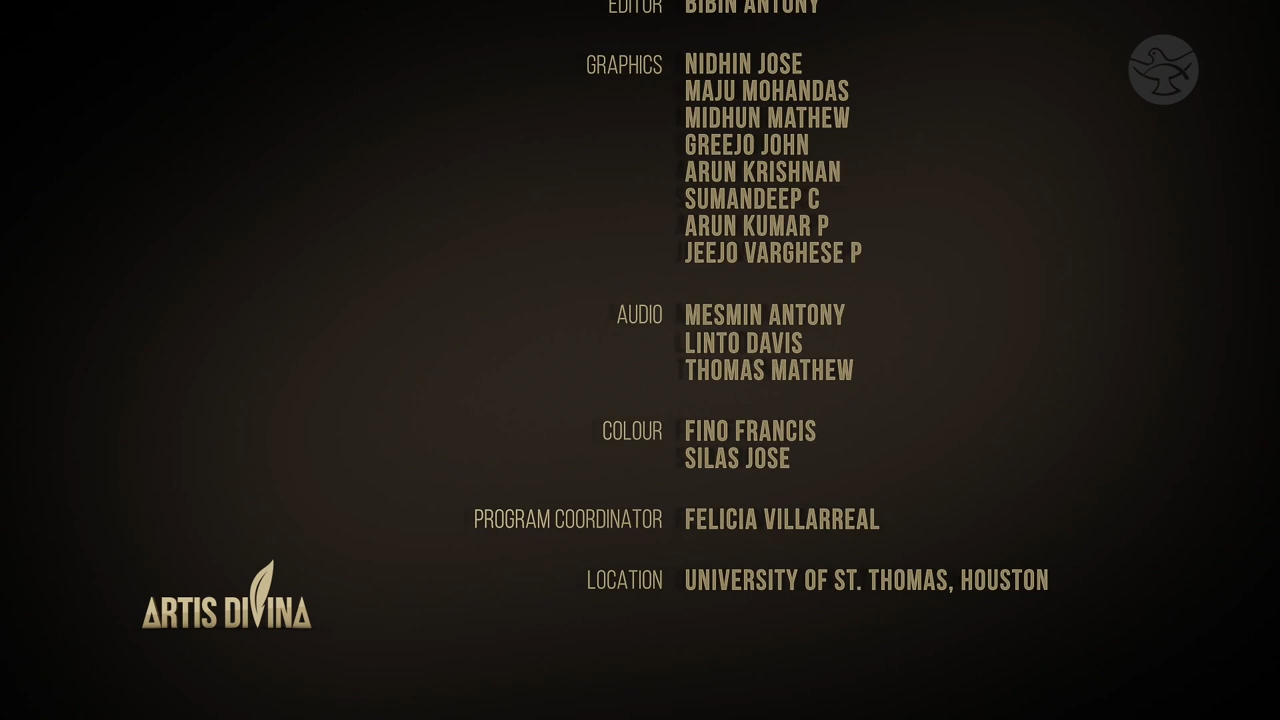 EDITOR BIBIN ANTONY
GRAPHICS NIDHIN JOSE
MAJU MOHANDAS
MIDHUN MATHEW
GREEJO JOHN
ARUN KRISHNAN
SUMANDEEP C
ARUN KUMAR P
JEEJO VARGHESE P
AUDIO MESMIN ANTONY
LINTO DAVIS
THOMAS MATHEW
COLOUR FINO FRANCIS
SILAS JOSE
PROGRAM COORDINATOR FELICIA VILLARREAL
LOCATION UNIVERSITY OF ST. THOMAS, HOUSTON
ARTIS DIVINA